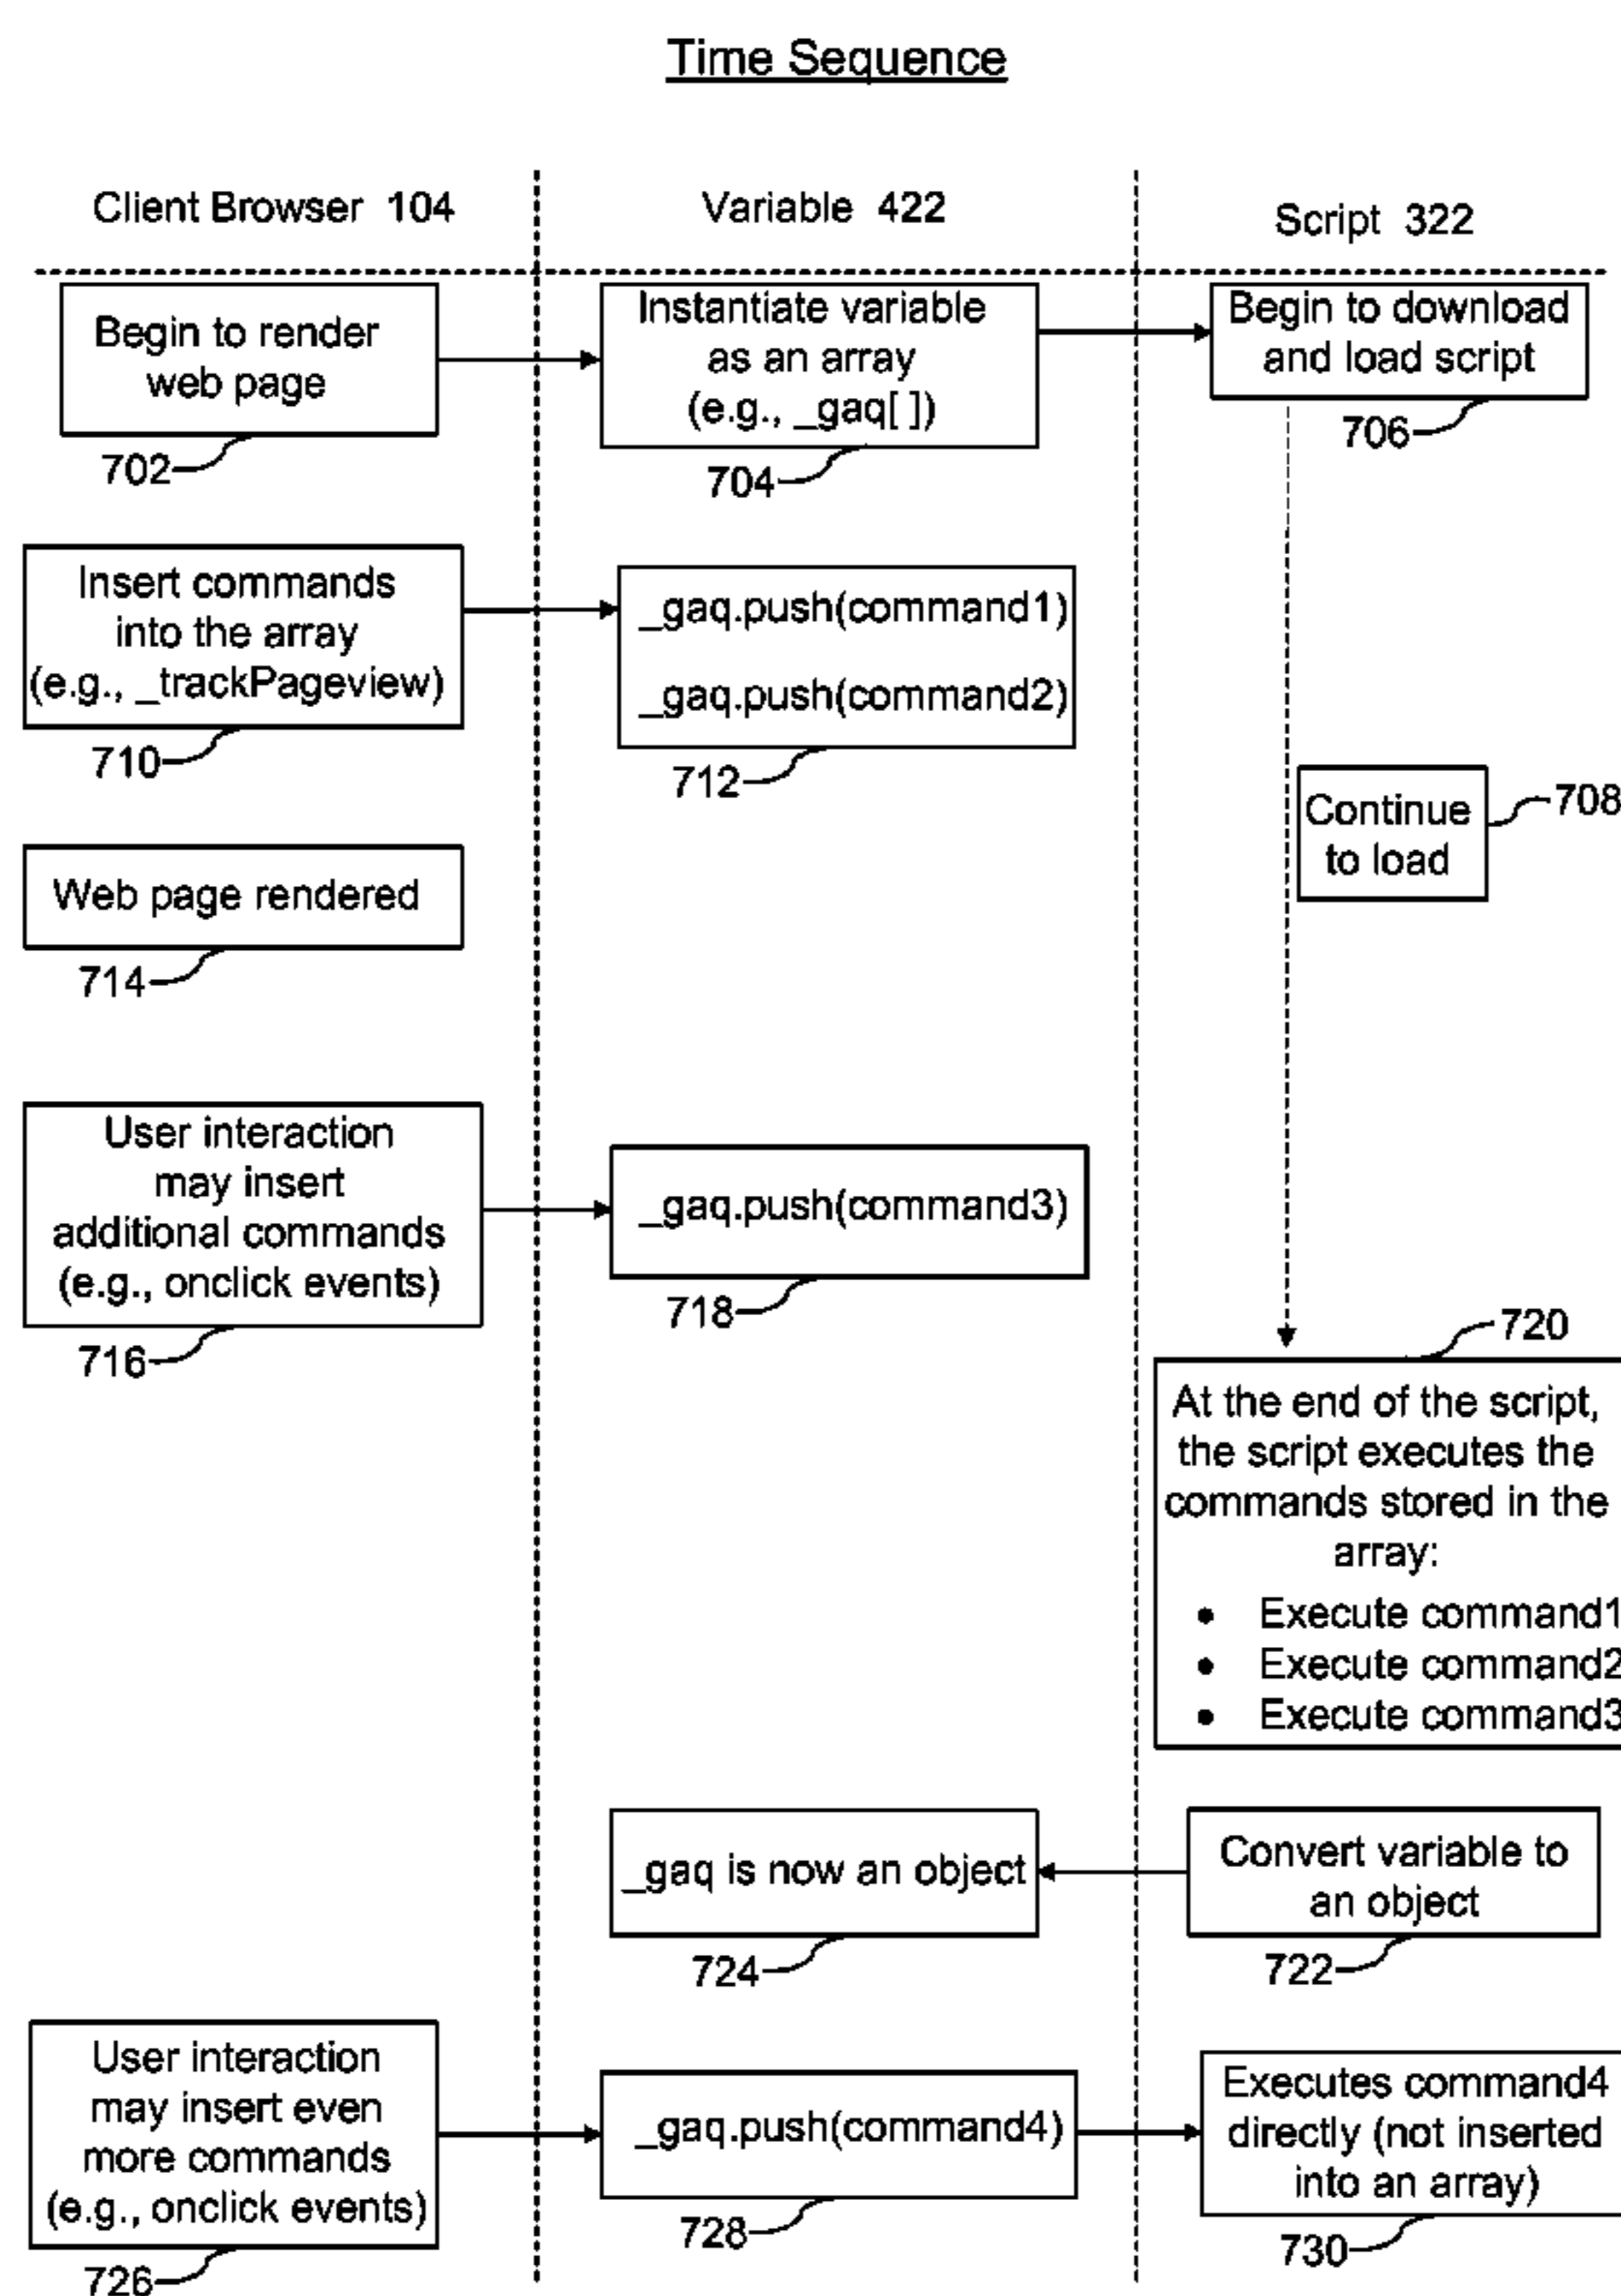 Time Sequence
Client Browser 104
Variable 422
Script 322
Begin to render
web page
702
Instantiate variable
as an array
(e.g., _gaq[ ])
704
Begin to download
and load script
706
Insert commands
into the array
(e.g., _trackPageview)
710
_gaq.push(command1)
_gaq.push(command2)
712
Continue
to load
708
Web page rendered
714
User interaction
may insert
additional commands
(e.g., onclick events)
716
_gaq.push(command3)
718
720
At the end of the script,
the script executes the
commands stored in the
array:
• Execute command1
• Execute command2
• Execute command3
_gaq is now an object
724
Convert variable to
an object
722
User interaction
may insert even
more commands
(e.g., onclick events)
726
_gaq.push(command4)
728
Executes command4
directly (not inserted
into an array)
730